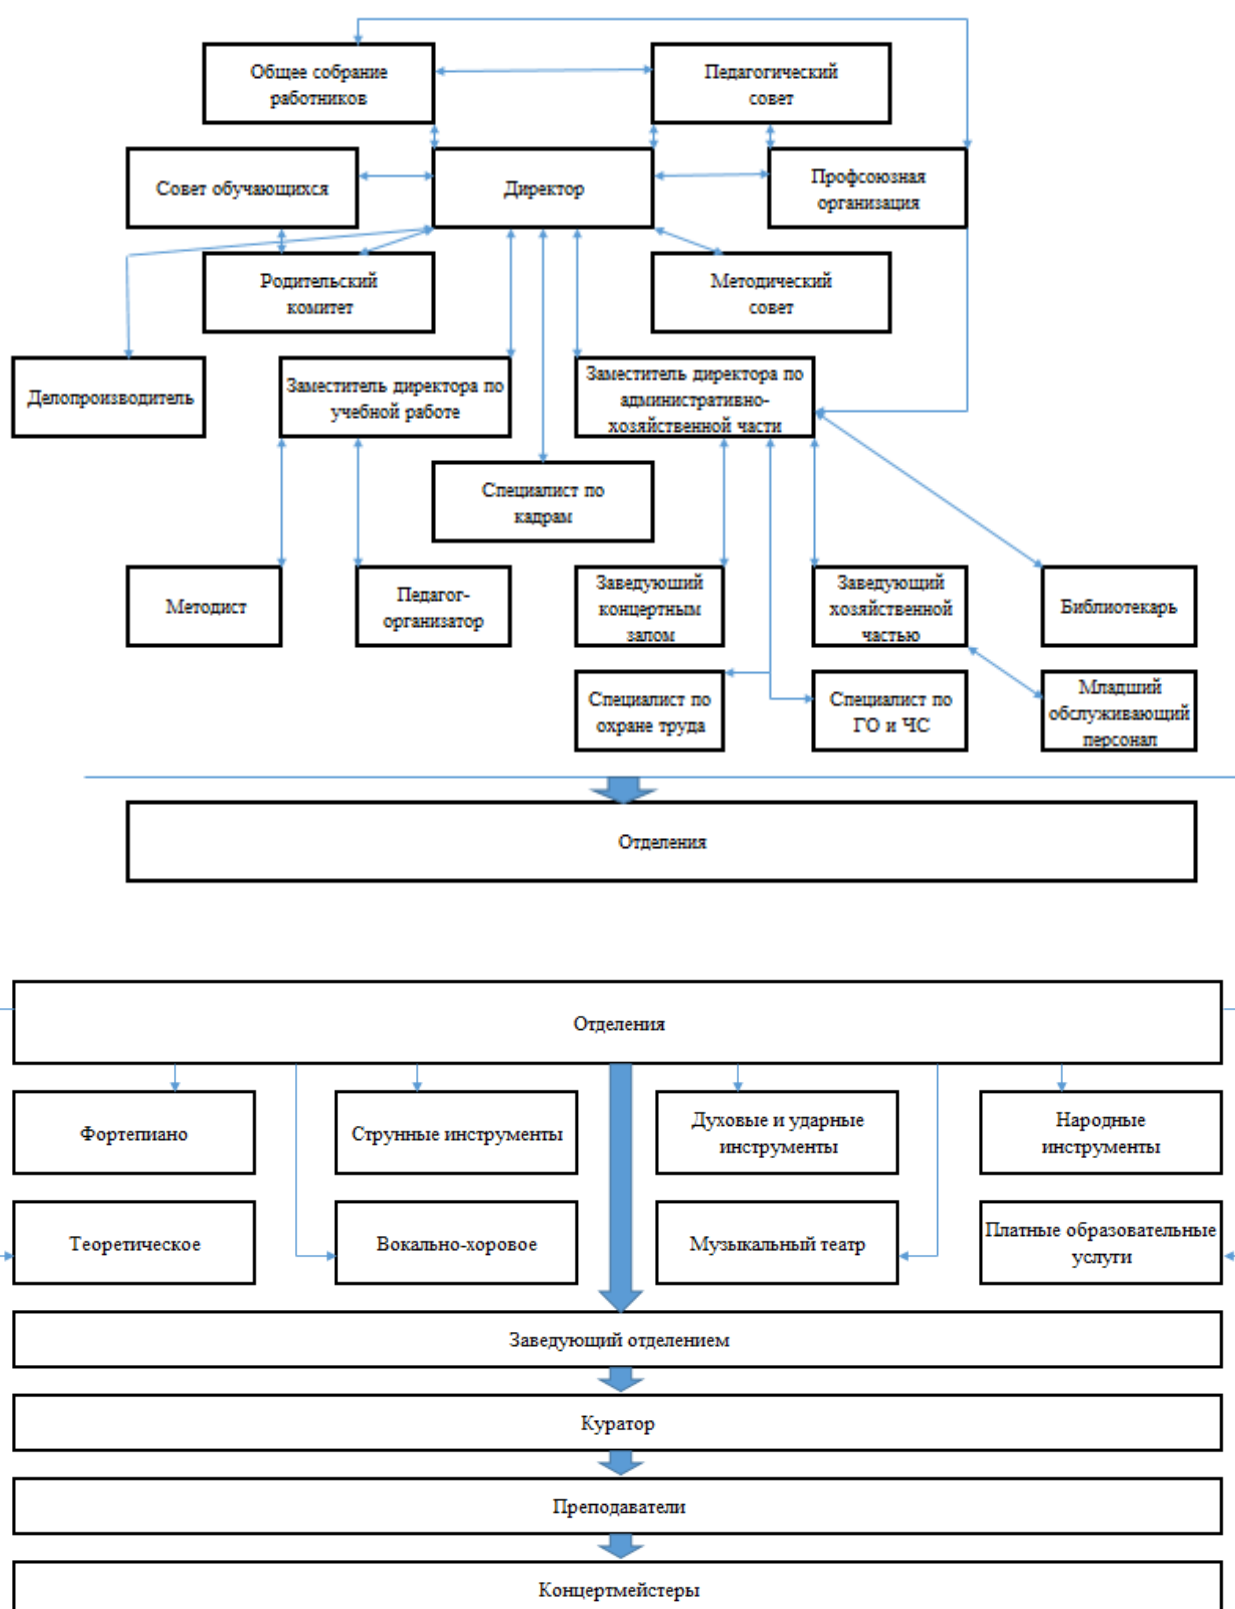 Общее собрание
работников
Педагогический
совет
Совет обучающихся
Директор
Профсоюзная
организация
Родительский
комитет
Методический
совет
Делопроизводитель
Заместитель директора по
учебной работе
Заместитель директора по
административно-
хозяйственной части
Специалист по
кадрам
Методист
Педагог-
организатор
Заведуюший
концертным
залом
Заведующий
хозяйственной
частью
Библиотекарь
Специалист по
охране труда
Специалист по
ГО и ЧС
Младший
обслуживающий
персонал
Отделения
Отделения
Фортепиано
Струнные инструменты
Духовые и ударные
инструменты
Народные
инструменты
Теоретическое
Вокально-хоровое
Музыкальный театр
Платные образовательные
услуги
Заведующий отделением
Куратор
Преподаватели
Концертмейстеры